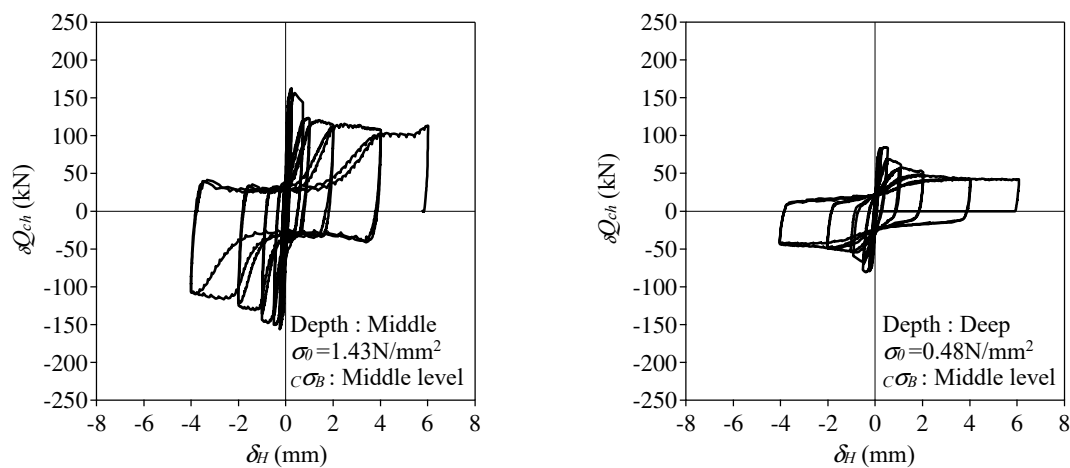 250
200
150
100
50
0
-50
-100
-150
-200
-250
-8 -6 -4 -2 0 2 4 6 8
δQch (kN)
δH (mm)
Depth : Middle
σ0=1.43N/mm²
CσB : Middle level
250
200
150
100
50
0
-50
-100
-150
-200
-250
-8 -6 -4 -2 0 2 4 6 8
δQch (kN)
δH (mm)
Depth : Deep
σ0=0.48N/mm²
CσB : Middle level